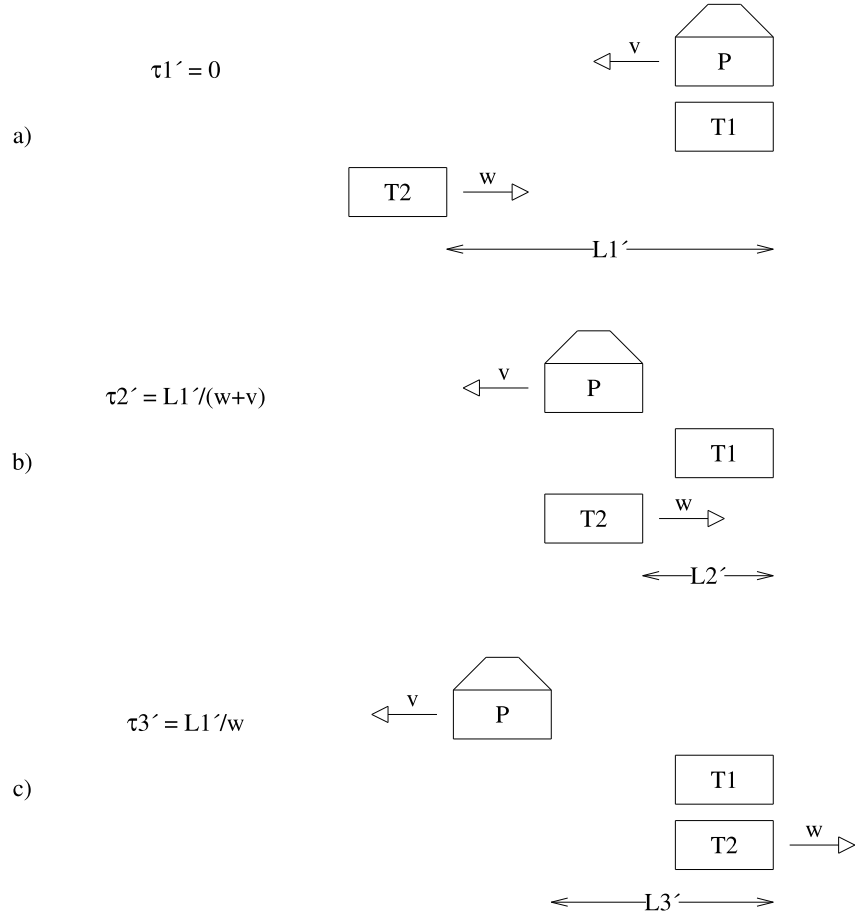 v
P
τ1´ = 0
T1
a)
T2
w
L1´
v
P
τ2´ = L1´/(w+v)
T1
b)
T2
w
L2´
v
P
τ3´ = L1´/w
T1
c)
T2
w
L3´